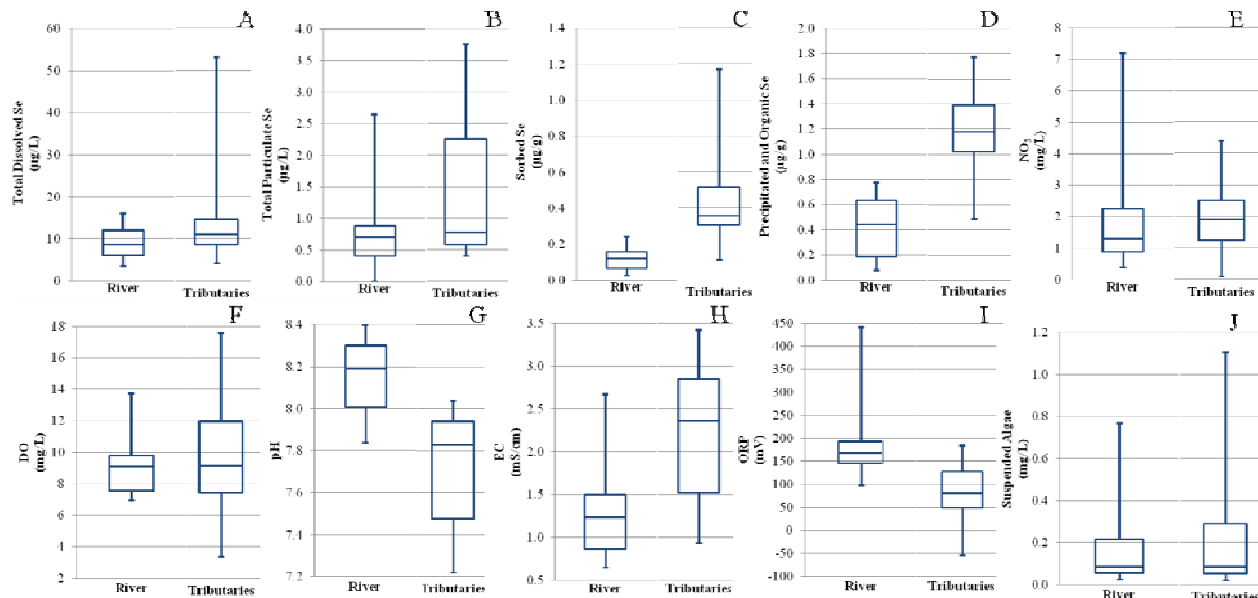 A
Total Dissolved Se
(µg/L)
60
50
40
30
20
10
0
River
Tributaries
B
Total Particulate Se
(µg/L)
4.0
3.5
3.0
2.5
2.0
1.5
1.0
0.5
0.0
River
Tributaries
C
Sorbed Se
(µg/g)
1.4
1.2
1.0
0.8
0.6
0.4
0.2
0.0
River
Tributaries
D
Precipitated and Organic Se
(µg/g)
2.0
1.8
1.6
1.4
1.2
1.0
0.8
0.6
0.4
0.2
0.0
River
Tributaries
E
NO3
(mg/L)
8
7
6
5
4
3
2
1
0
River
Tributaries
F
DO
(mg/L)
18
16
14
12
10
8
6
4
2
River
Tributaries
G
pH
8.4
8.2
8.0
7.8
7.6
7.4
7.2
River
Tributaries
H
EC
(mS/cm)
3.5
3.0
2.5
2.0
1.5
1.0
0.5
River
Tributaries
I
ORP
(mV)
450
400
350
300
250
200
150
100
50
0
-50
-100
River
Tributaries
J
Suspended Algae
(mg/L)
1.2
1.0
0.8
0.6
0.4
0.2
0.0
River
Tributaries